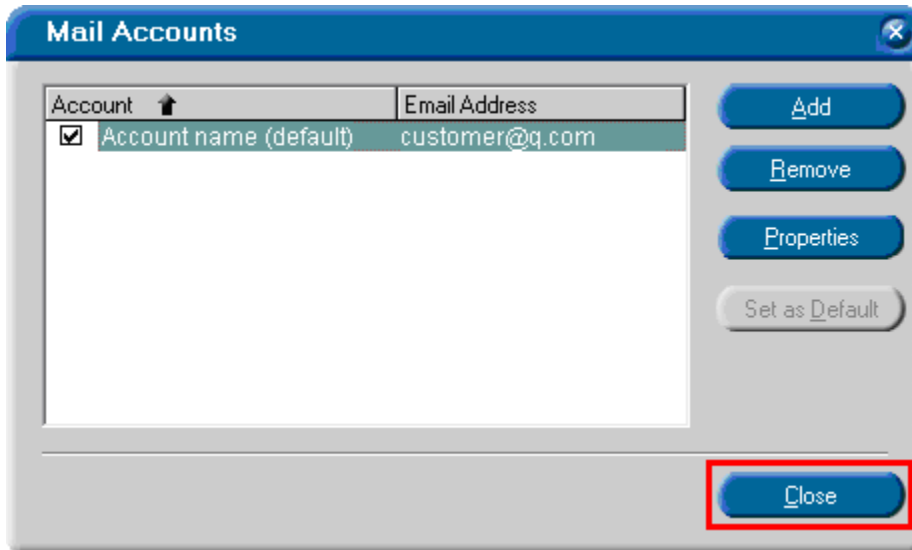 Mail Accounts
Account Email Address
Account name (default) customer@q.com
Add
Remove
Properties
Set as Default
Close